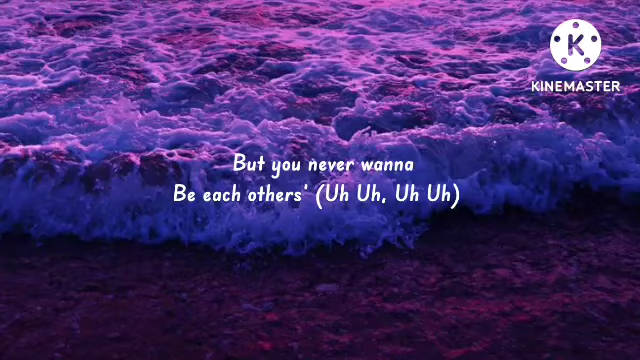 K
KINEMASTER
But you never wanna
Be each others' (Uh Uh, Uh Uh)